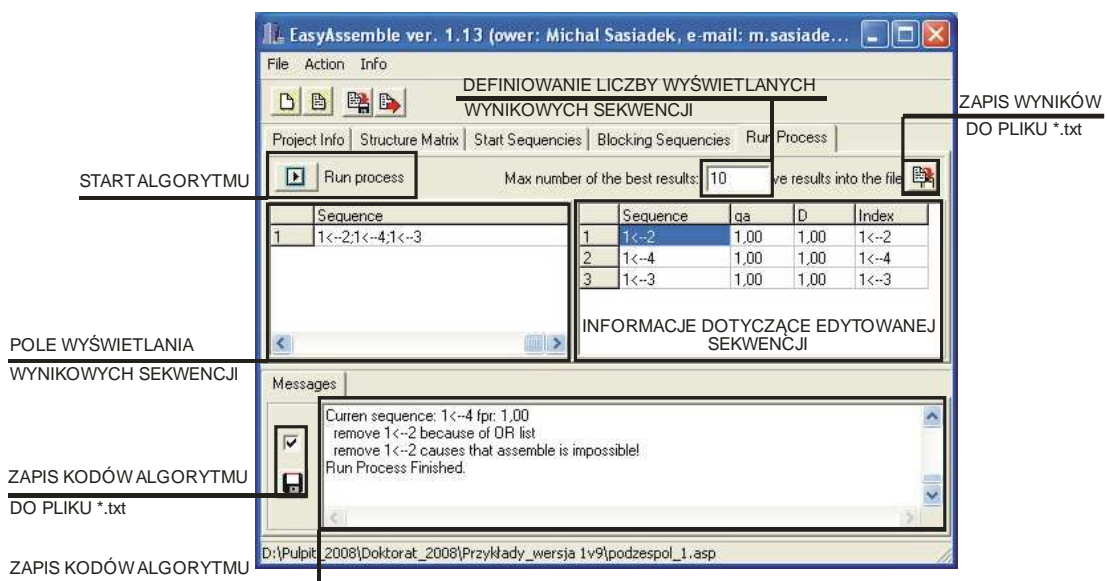 EasyAssemble ver. 1.13 (ower: Michal Sasiadek, e-mail: m.sasiade...
File Action Info
DEFINIOWANIE LICZBY WYŚWIETLANYCH
WYNIKOWYCH SEKWENCJI
ZAPIS WYNIKÓW
DO PLIKU *.txt
Project Info Structure Matrix Start Sequencies Blocking Sequencies Run Process
START ALGORYTMU
Run process Max number of the best results: 10 ve results into the file
Sequence
1 1<--2;1<--4;1<--3
Sequence qa D Index
1 1<--2 1,00 1,00 1<--2
2 1<--4 1,00 1,00 1<--4
3 1<--3 1,00 1,00 1<--3
INFORMACJE DOTYCZĄCE EDYTOWANEJ
SEKWENCJI
POLE WYŚWIETLANIA
WYNIKOWYCH SEKWENCJI
Messages
Curren sequence: 1<--4 fpr: 1,00
remove 1<--2 because of OR list
remove 1<--2 causes that assemble is impossible!
Run Process Finished.
ZAPIS KODÓW ALGORYTMU
DO PLIKU *.txt
D:\Pulpit_2008\Doktorat_2008\Przykłady_wersja 1v9\podzespol_1.asp
ZAPIS KODÓW ALGORYTMU